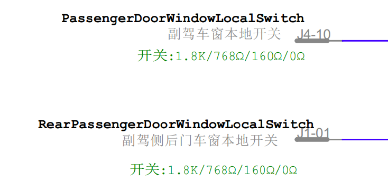 PassengerDoorWindowLocalSwitch
副驾车窗本地开关
J4-10
开关:1.8K/768Ω/160Ω/0Ω
RearPassengerDoorWindowLocalSwitch
副驾侧后门车窗本地开关
J1-01
开关:1.8K/768Ω/160Ω/0Ω